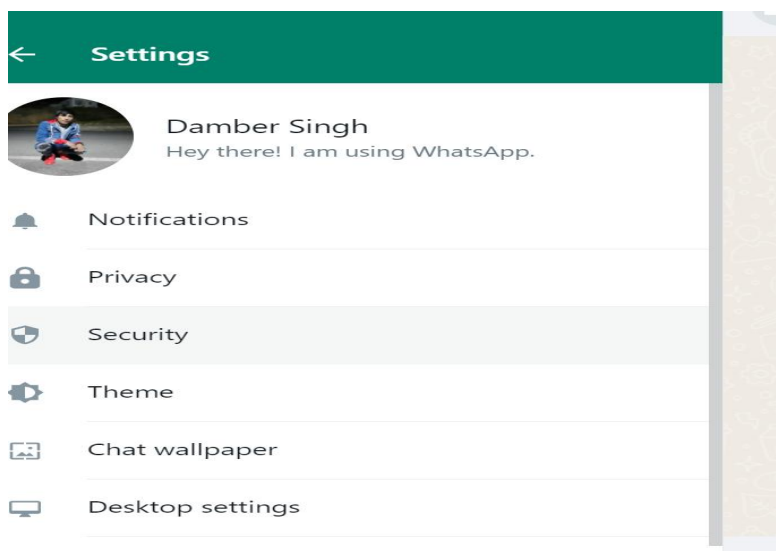 Settings
Damber Singh
Hey there! I am using WhatsApp.
Notifications
Privacy
Security
Theme
Chat wallpaper
Desktop settings